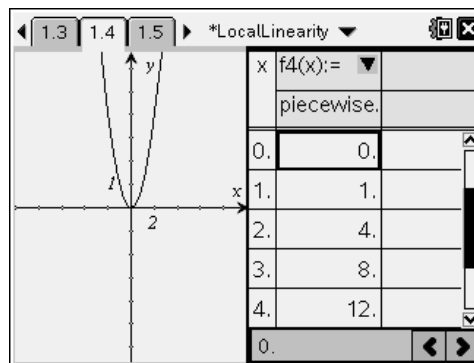 1.3 1.4 1.5 *LocalLinearity
y
1
x
2
x f4(x):=
piecewise.
0. 0.
1. 1.
2. 4.
3. 8.
4. 12.
0.